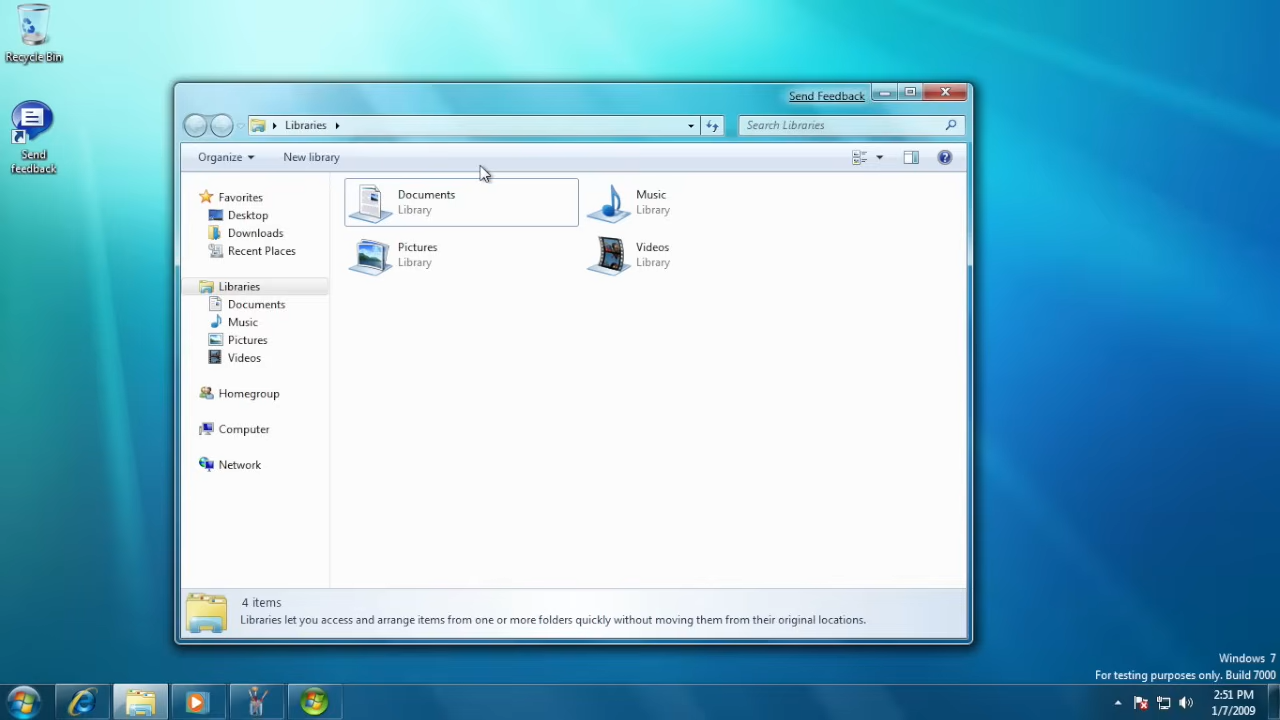 Recycle Bin
Send
feedback
Send Feedback
Libraries
Search Libraries
Organize
New library
Favorites
Desktop
Downloads
Recent Places
Libraries
Documents
Music
Pictures
Videos
Homegroup
Computer
Network
Documents
Library
Music
Library
Pictures
Library
Videos
Library
4 items
Libraries let you access and arrange items from one or more folders quickly without moving them from their original locations.
Windows 7
For testing purposes only. Build 7000
2:51 PM
1/7/2009